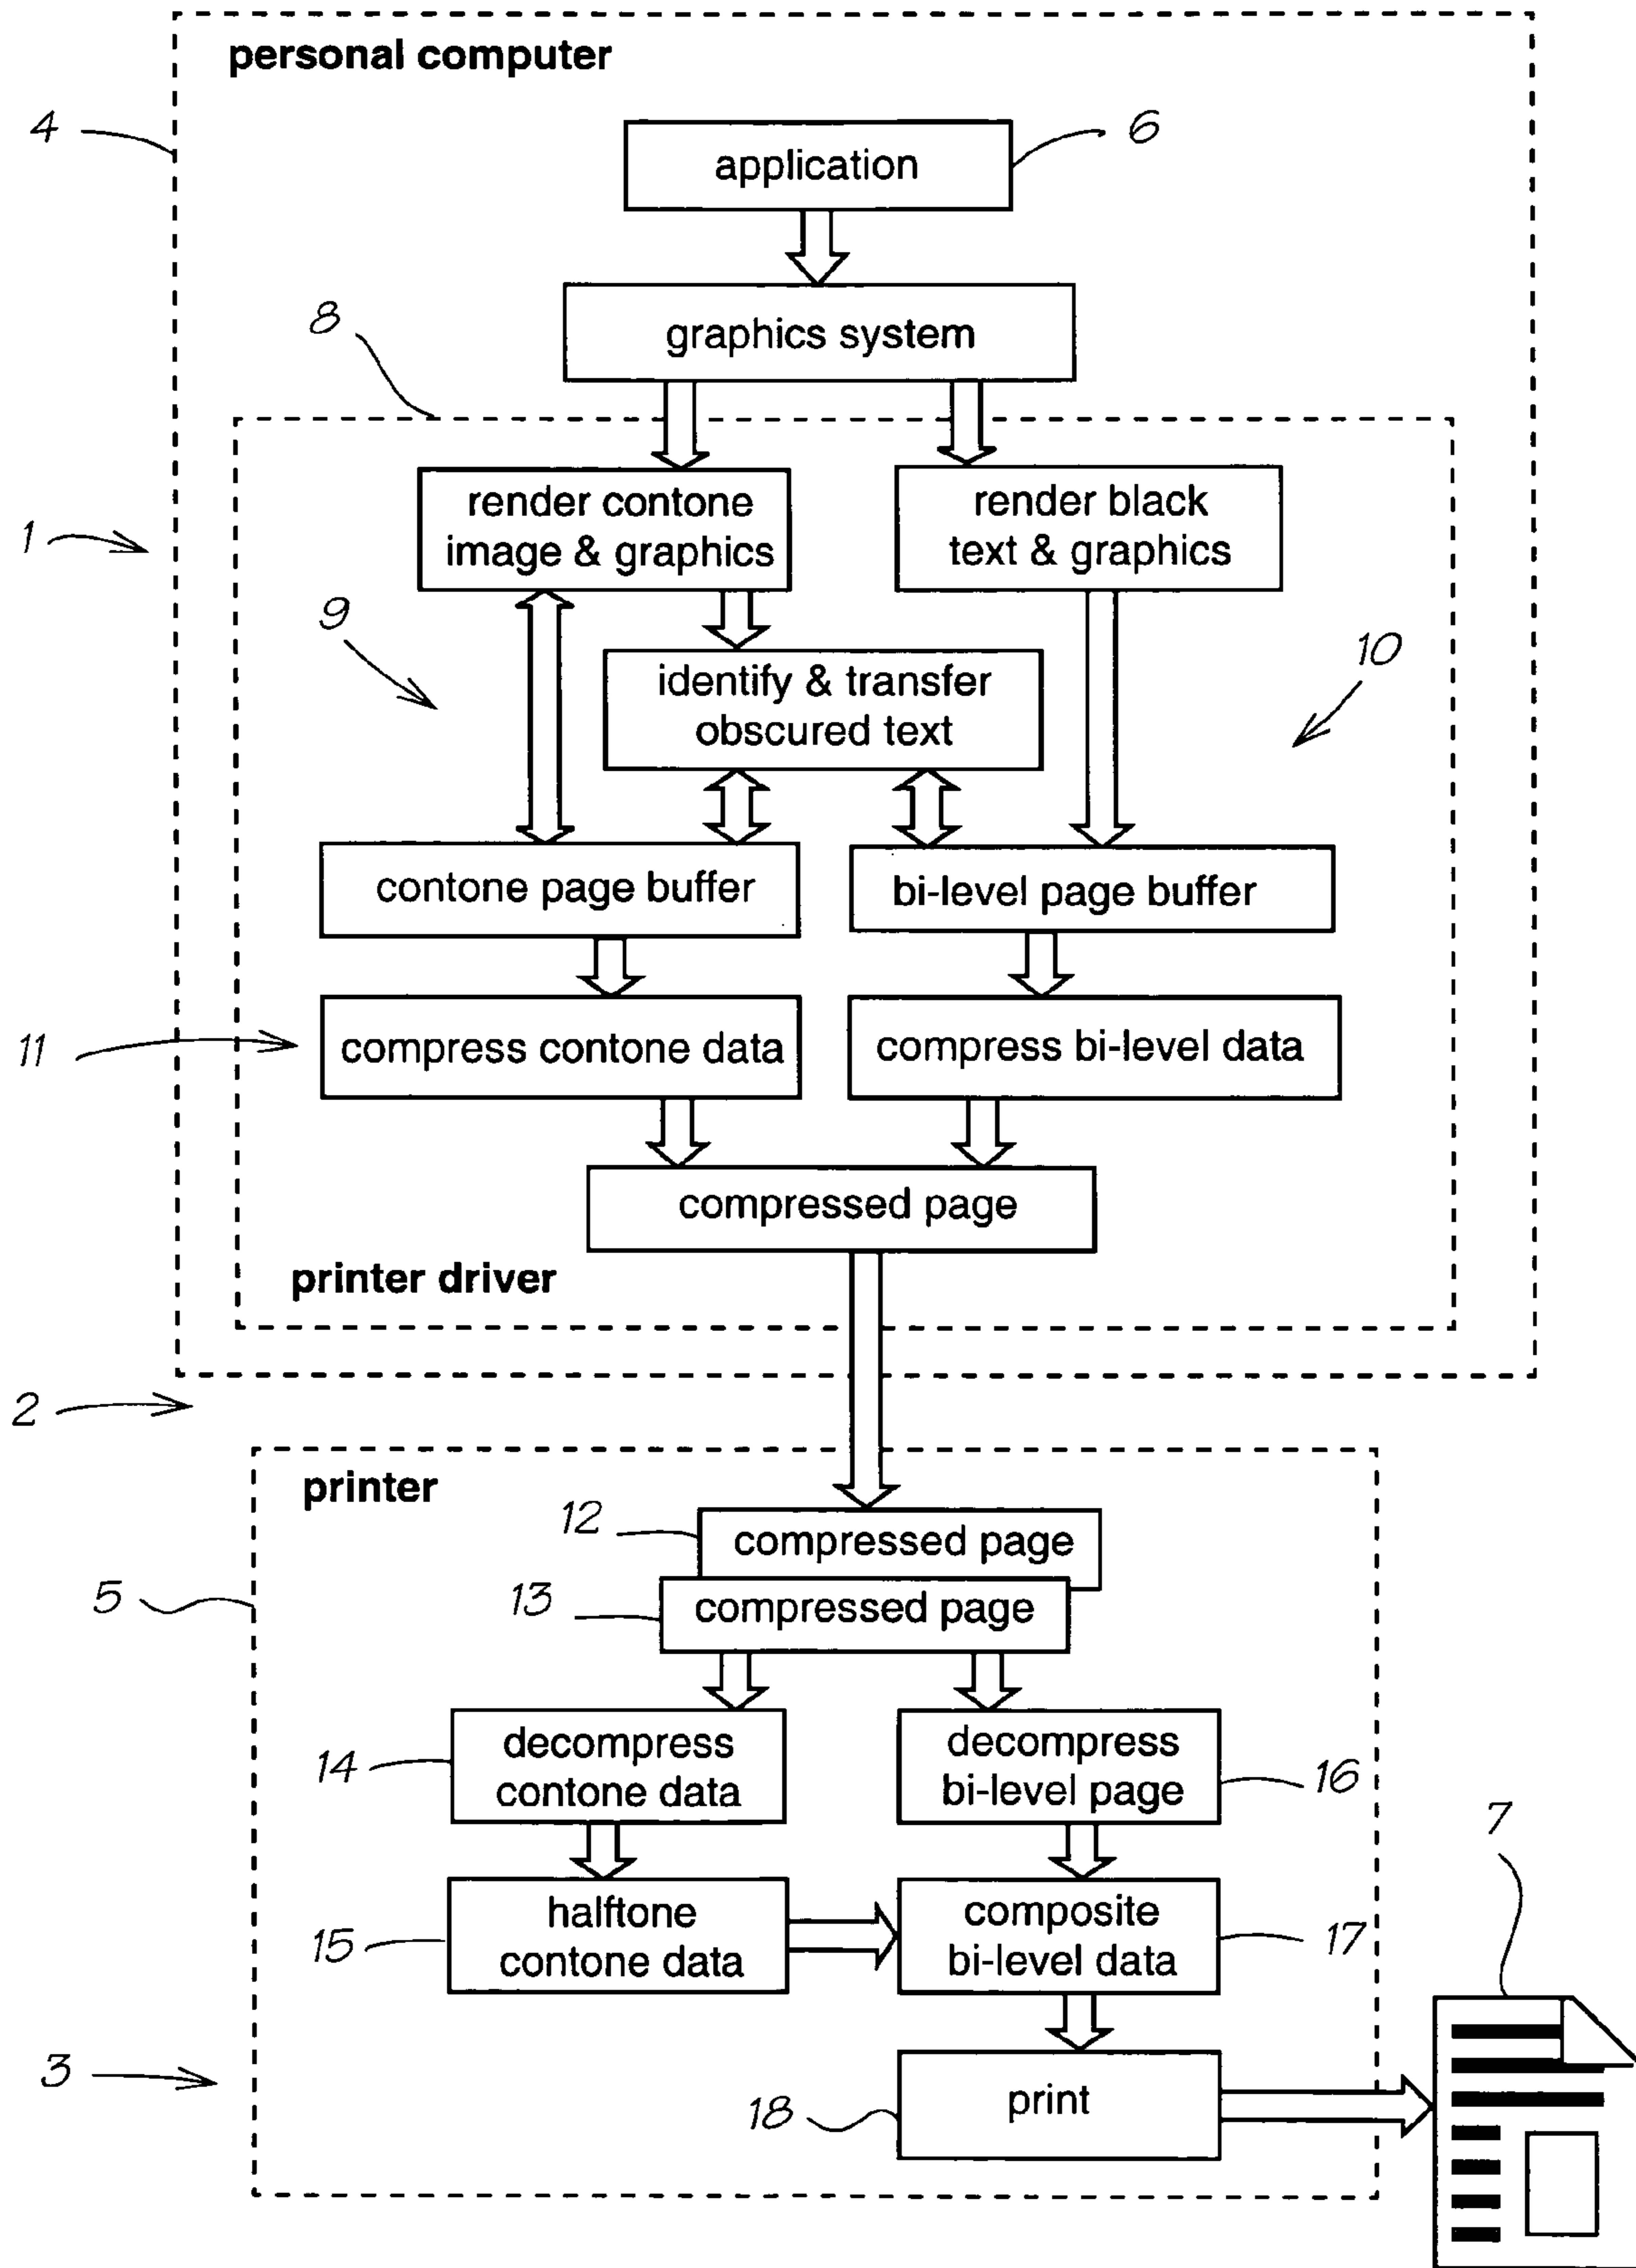 personal computer
4
application
6
graphics system
8
render contone
image & graphics
render black
text & graphics
1
9
identify & transfer
obscured text
10
contone page buffer
bi-level page buffer
11
compress contone data
compress bi-level data
compressed page
printer driver
2
printer
12
compressed page
5
13
compressed page
14
decompress
contone data
decompress
bi-level page
16
7
15
halftone
contone data
composite
bi-level data
17
3
18
print